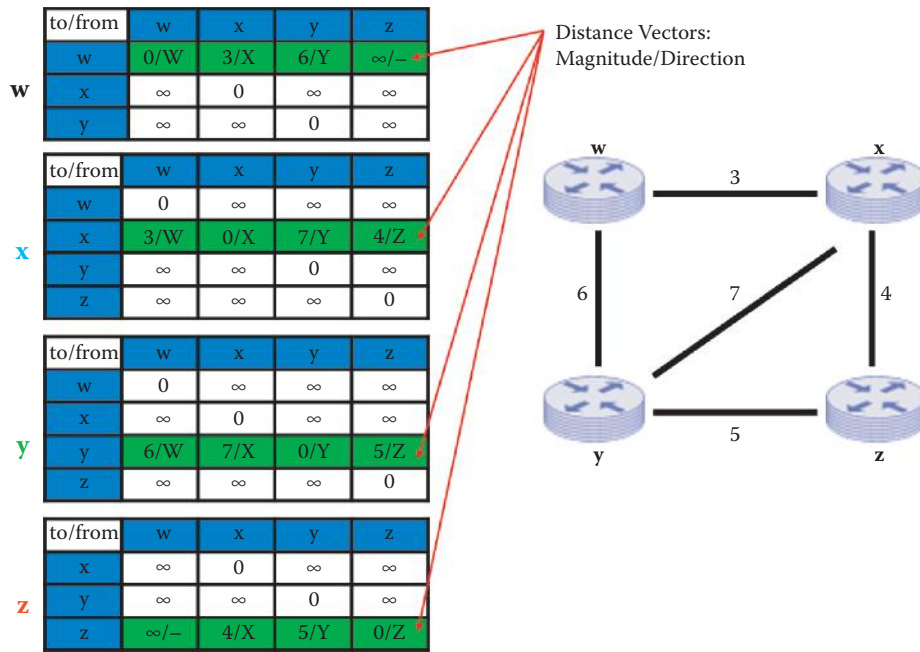 to/from w x y z
w 0/W 3/X 6/Y ∞/–
x ∞ 0 ∞ ∞
y ∞ ∞ 0 ∞
w
to/from w x y z
w 0 ∞ ∞ ∞
x 3/W 0/X 7/Y 4/Z
y ∞ ∞ 0 ∞
z ∞ ∞ ∞ 0
x
to/from w x y z
w 0 ∞ ∞ ∞
x ∞ 0 ∞ ∞
y 6/W 7/X 0/Y 5/Z
z ∞ ∞ ∞ 0
y
to/from w x y z
x ∞ 0 ∞ ∞
y ∞ ∞ 0 ∞
z ∞/– 4/X 5/Y 0/Z
z
Distance Vectors:
Magnitude/Direction
w x
3
6 7 4
5
y z